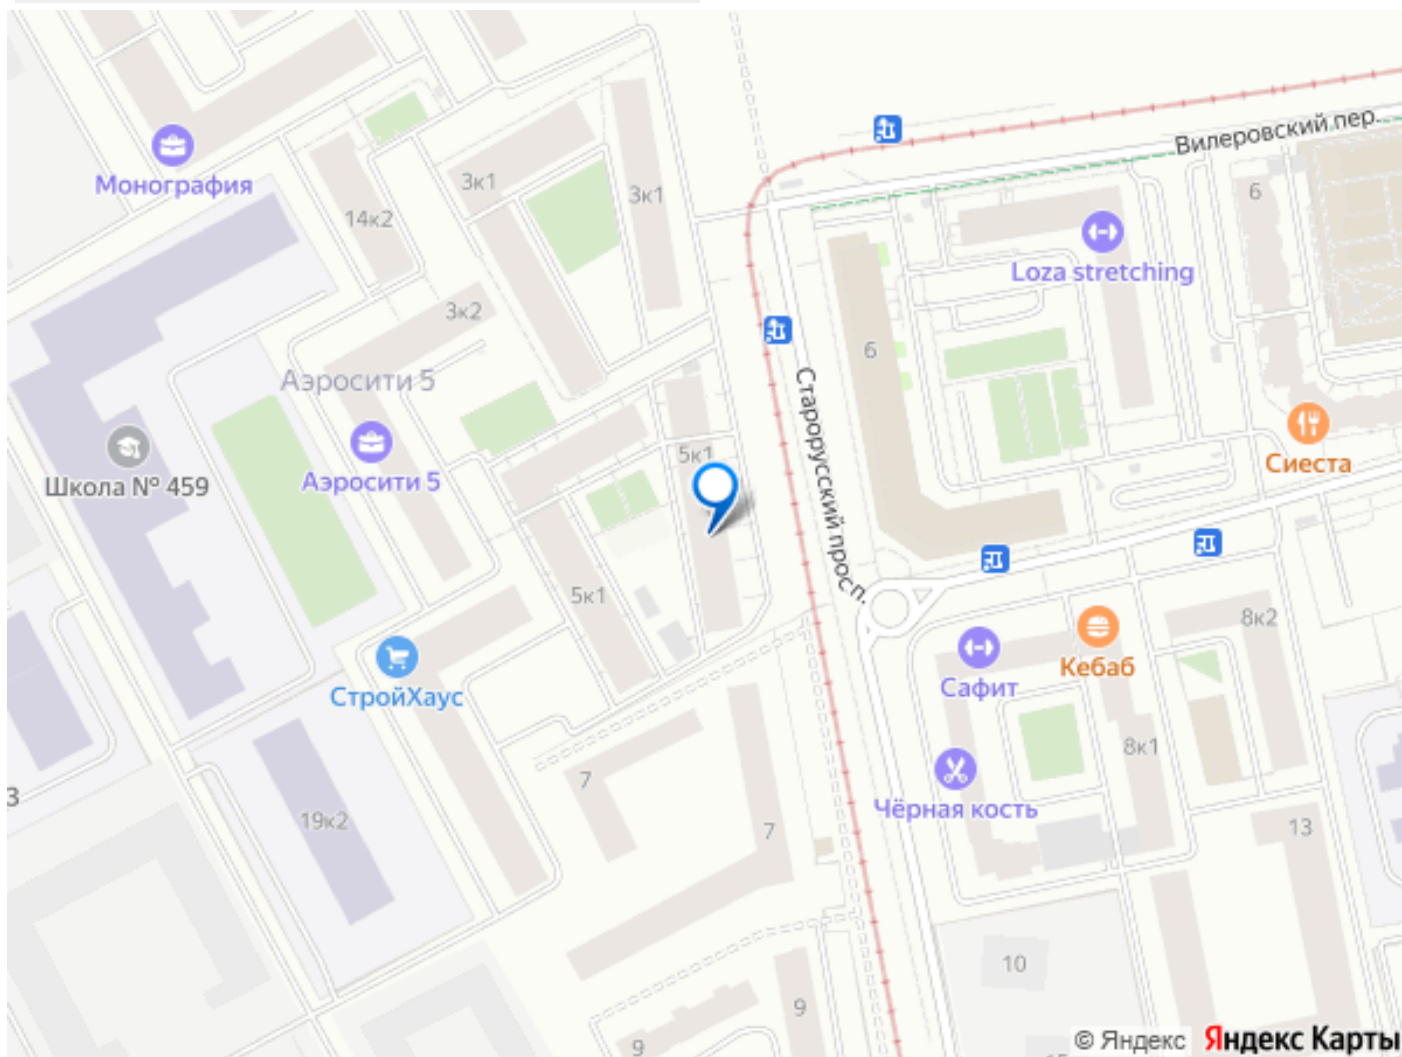 Вилеровский пер.
Монография
3к1
3к1
14к2
6
Loza stretching
3к2
6
Аэросити 5
Старорусский просп.
Школа № 459
Аэросити 5
5к1
Сиеста
5к1
8к2
СтройХаус
Сафит
Кебаб
8к1
7
Чёрная кость
3
19к2
7
13
10
9
9
© Яндекс Яндекс Карты